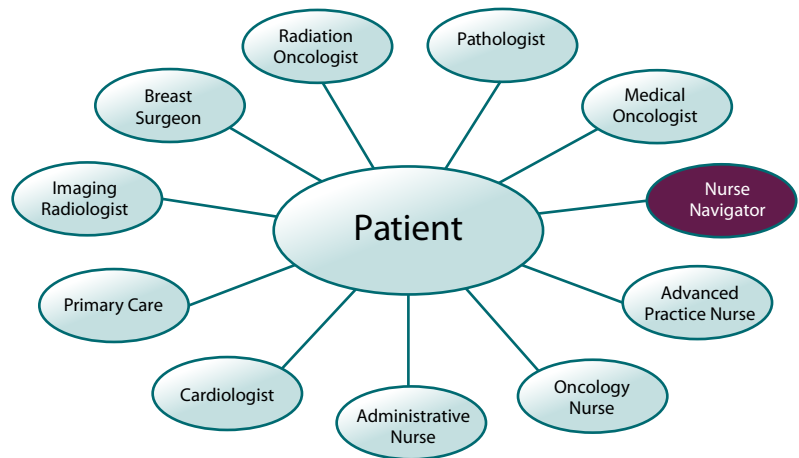 Radiation
Oncologist
Pathologist
Breast
Surgeon
Medical
Oncologist
Imaging
Radiologist
Nurse
Navigator
Patient
Primary Care
Advanced
Practice Nurse
Cardiologist
Administrative
Nurse
Oncology
Nurse